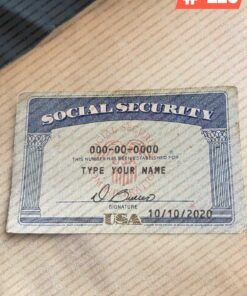 # 220
SOCIAL SECURITY
000-00-0000
THIS NUMBER HAS BEEN ESTABLISHED FOR
TYPE YOUR NAME
SIGNATURE
USA
10/10/2020